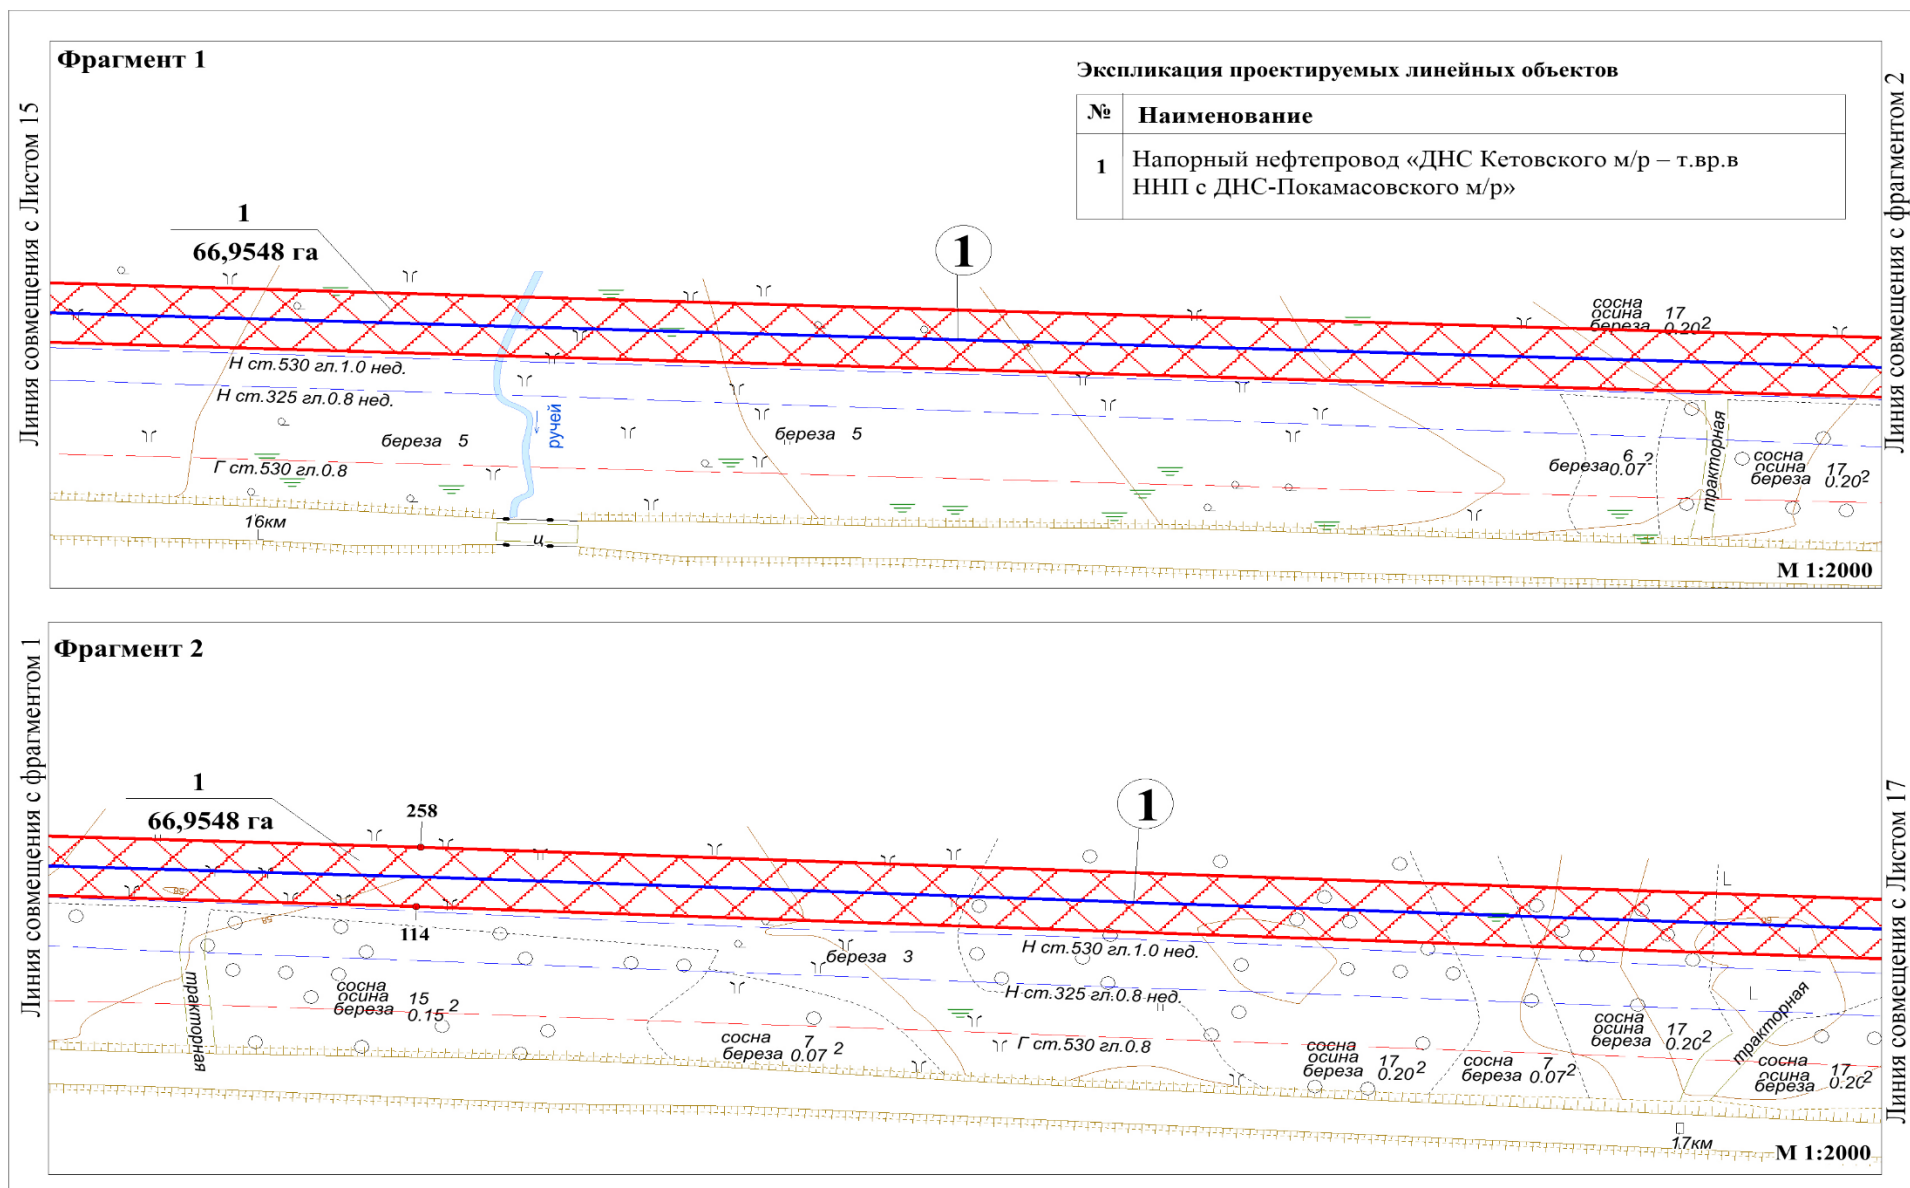 Фрагмент 1
Экспликация проектируемых линейных объектов
№ Наименование
1 Напорный нефтепровод «ДНС Кетовского м/р – т.вр.в
ННП с ДНС-Покамасовского м/р»
Линия совмещения с Листом 15
Линия совмещения с фрагментом 2
1
66,9548 га
1
сосна
осина 17
береза 0.20 2
Н ст.530 гл.1.0 нед.
Н ст.325 гл.0.8 нед.
береза 5
ручей
береза 5
Г ст.530 гл.0.8
6
береза 0.07 2
тракторная
сосна
осина 17
береза 0.20 2
16км
ц
М 1:2000
Фрагмент 2
Линия совмещения с фрагментом 1
Линия совмещения с Листом 17
1
66,9548 га
258
1
114
Н ст.530 гл.1.0 нед.
береза 3
Н ст.325 гл.0.8 нед.
тракторная
сосна
осина 15
береза 0.15 2
сосна 7
береза 0.07 2
Г ст.530 гл.0.8
сосна
осина 17
береза 0.20 2
сосна 7
береза 0.07 2
сосна
осина 17
береза 0.20 2
тракторная
сосна
осина 17
береза 0.20 2
17км
М 1:2000